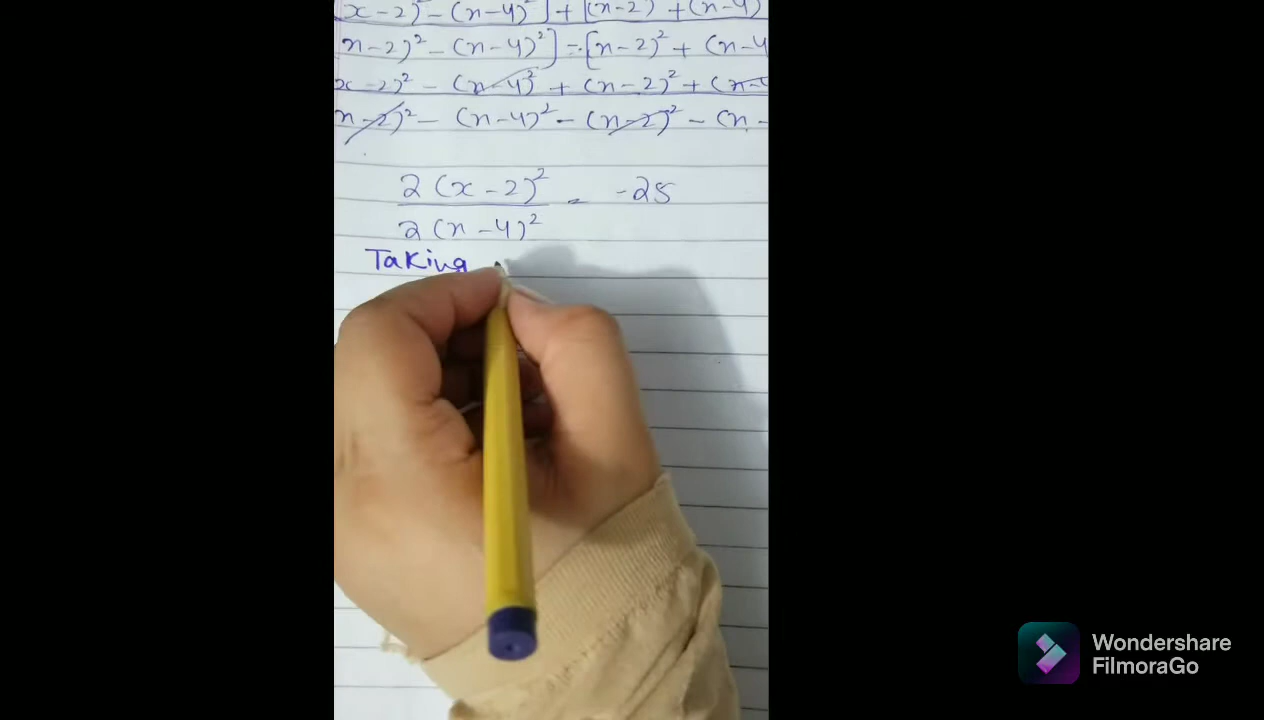 x-2)² - (n-4)²] + [(n-2)² + (n-4)
n-2)² - (n-4)²] - [n-2)² + (n-4
x-2)² - (n-4)² + (n-2)² + (n-4
n-2)² - (n-4)² - (n-2)² - (n-
2(x-2)²
= -25
2(n-4)²
Taking
Wondershare
FilmoraGo